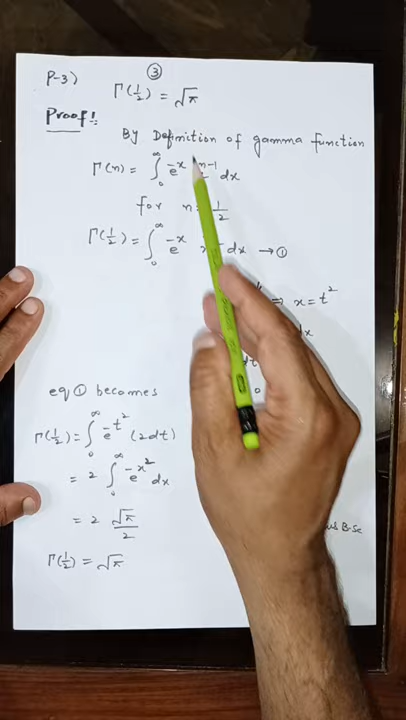 ③
P-3) Γ(1/2) = √π
Proof:
By Definition of gamma function
Γ(n) = ∫₀^∞ e^-x n-1 dx
for n = 1/2
Γ(1/2) = ∫₀^∞ e^-x dx → ①
⇒ x = t²
dx
eq ① becomes
Γ(1/2) = ∫₀^∞ e^-t² (2dt)
= 2 ∫₀^∞ e^-x² dx
= 2 √π/2
B.Sc
Γ(1/2) = √π